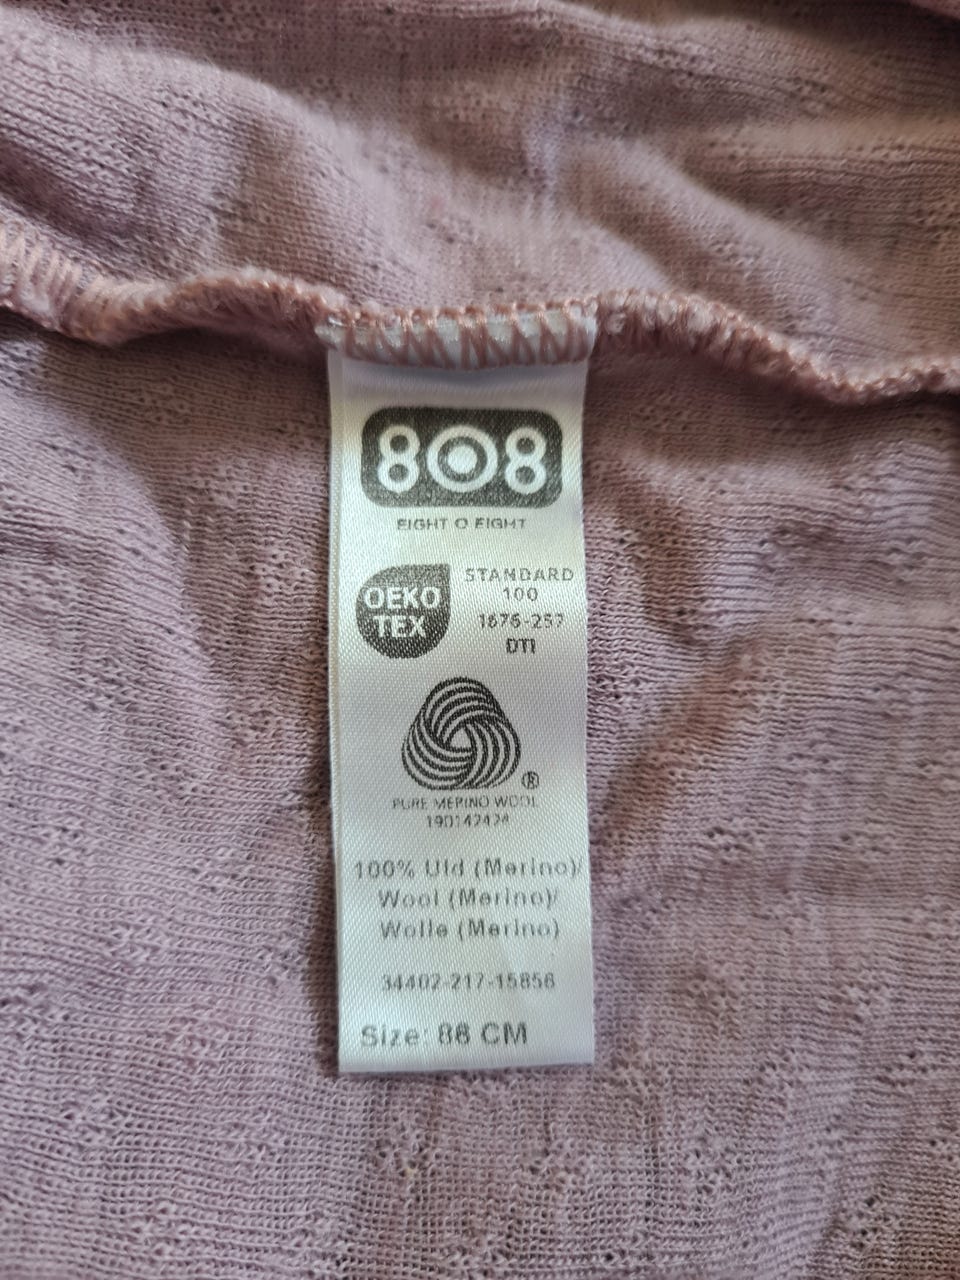 808
EIGHT O EIGHT
OEKO
TEX
STANDARD
100
1676-257
DTI
®
PURE MERINO WOOL
190142424
100% Uld (Merino)/
Wool (Merino)/
Wolle (Merino)
34402-217-15856
Size: 86 CM